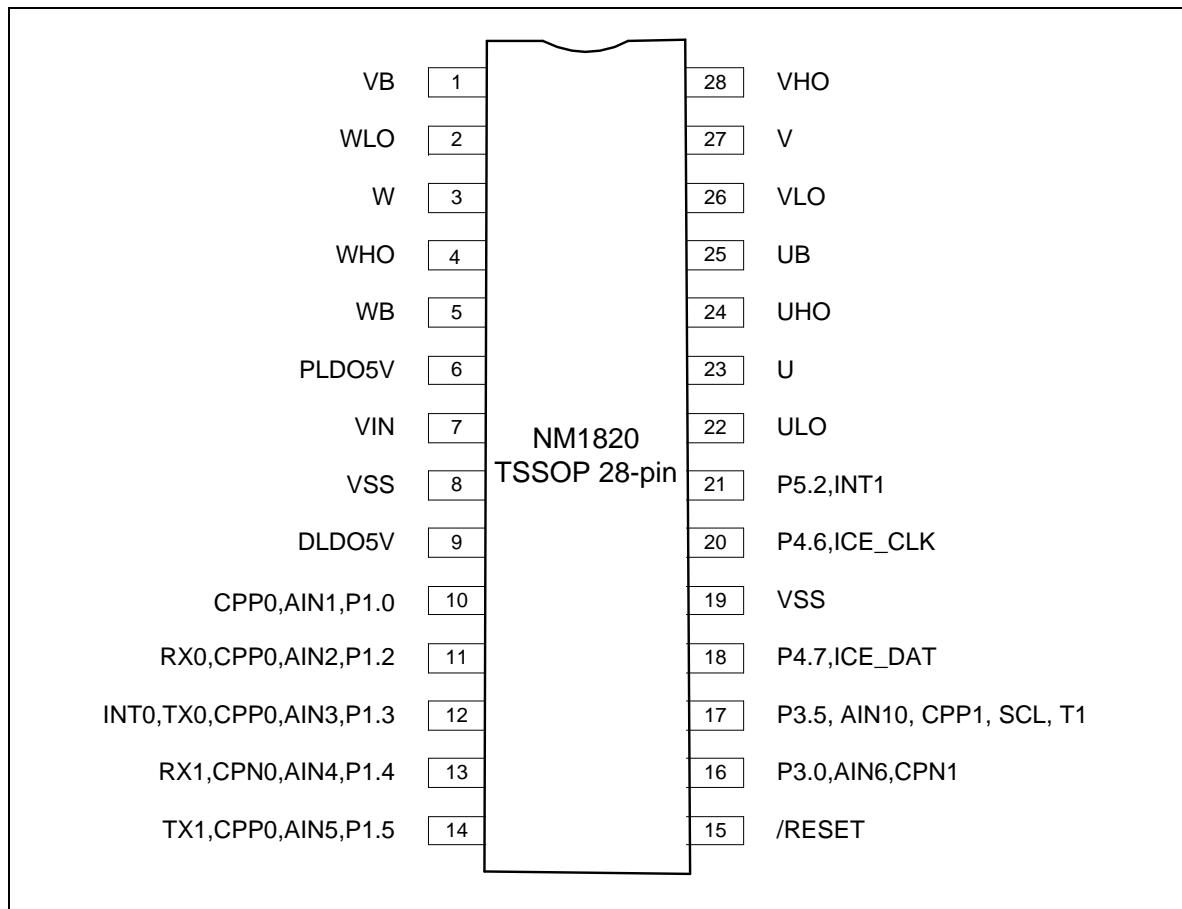 VB 1 28 VHO
WLO 2 27 V
W 3 26 VLO
WHO 4 25 UB
WB 5 24 UHO
PLDO5V 6 23 U
VIN 7 22 ULO
NM1820
TSSOP 28-pin
VSS 8 21 P5.2,INT1
DLDO5V 9 20 P4.6,ICE_CLK
CPP0,AIN1,P1.0 10 19 VSS
RX0,CPP0,AIN2,P1.2 11 18 P4.7,ICE_DAT
INT0,TX0,CPP0,AIN3,P1.3 12 17 P3.5, AIN10, CPP1, SCL, T1
RX1,CPN0,AIN4,P1.4 13 16 P3.0,AIN6,CPN1
TX1,CPP0,AIN5,P1.5 14 15 /RESET